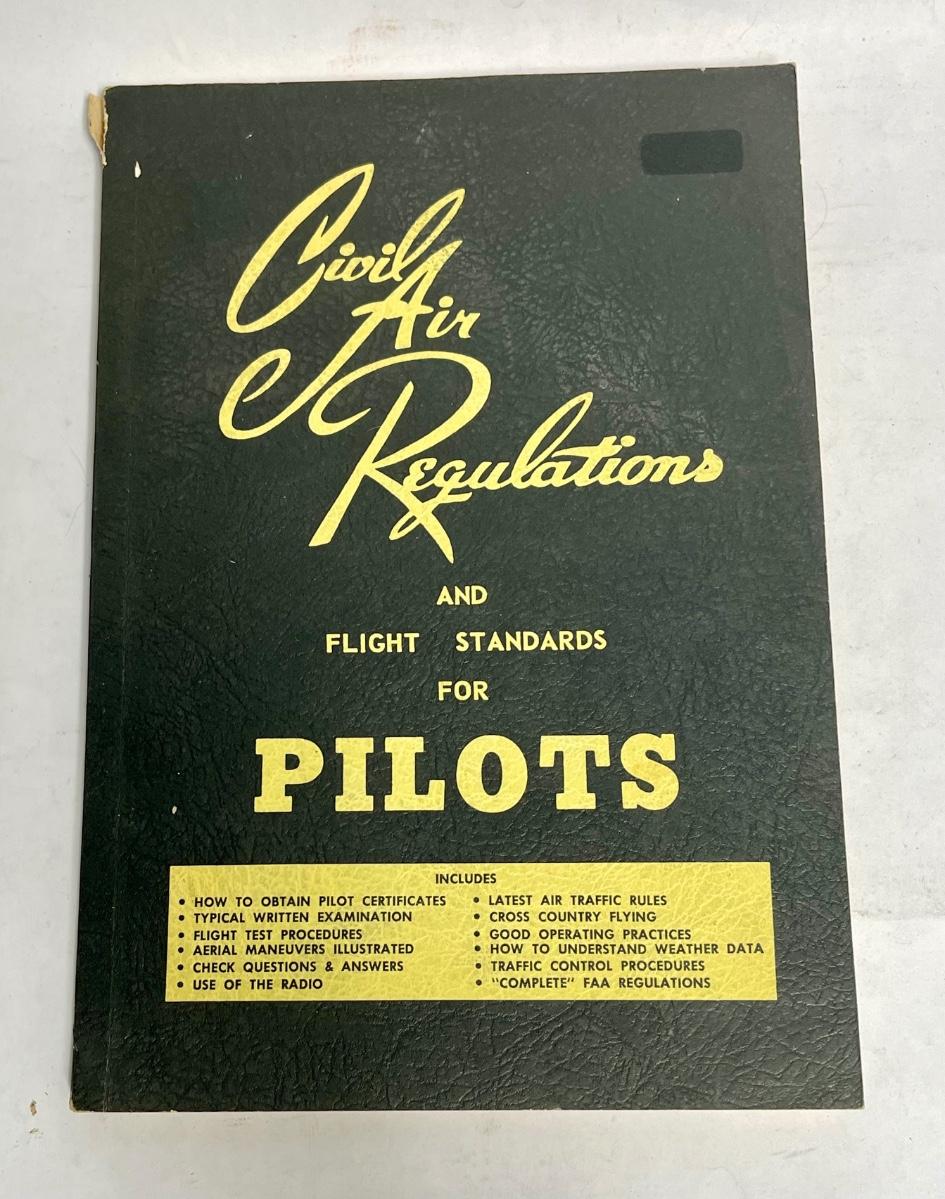 Civil
Air
Regulations
AND
FLIGHT STANDARDS
FOR
PILOTS
INCLUDES
• HOW TO OBTAIN PILOT CERTIFICATES
• TYPICAL WRITTEN EXAMINATION
• FLIGHT TEST PROCEDURES
• AERIAL MANEUVERS ILLUSTRATED
• CHECK QUESTIONS & ANSWERS
• USE OF THE RADIO
• LATEST AIR TRAFFIC RULES
• CROSS COUNTRY FLYING
• GOOD OPERATING PRACTICES
• HOW TO UNDERSTAND WEATHER DATA
• TRAFFIC CONTROL PROCEDURES
• "COMPLETE" FAA REGULATIONS